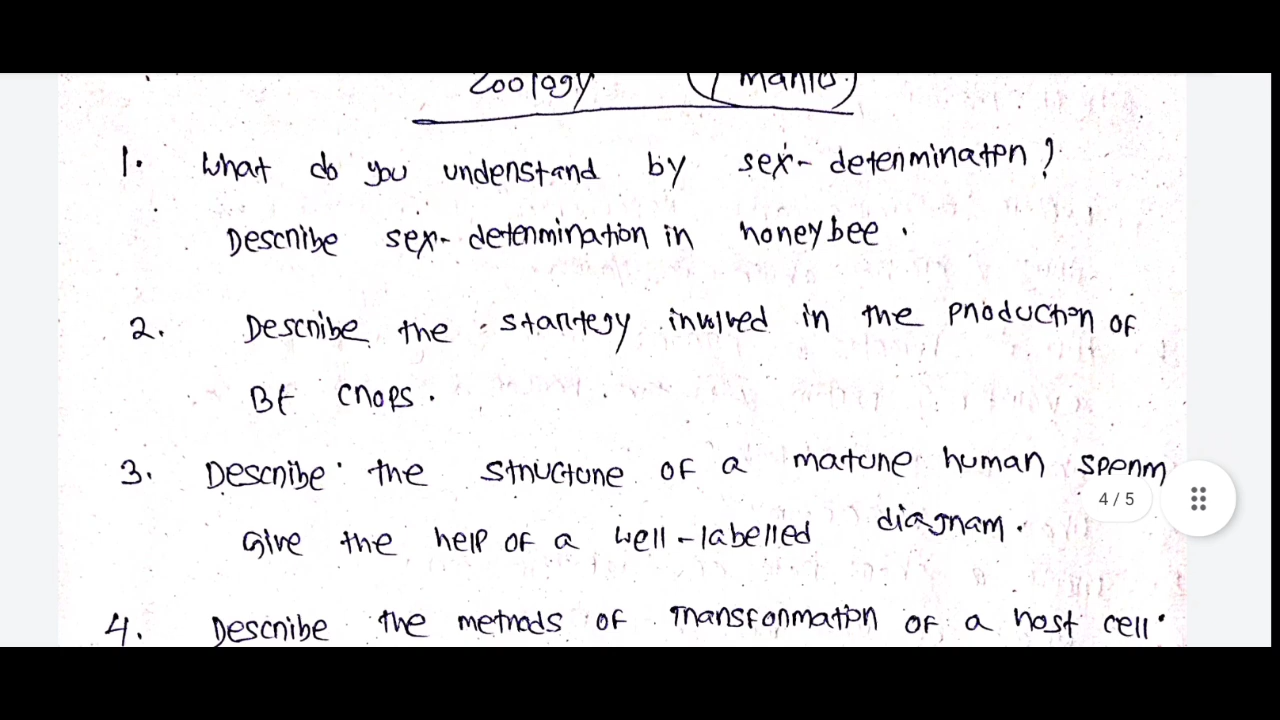 Zoology
1. What do you understand by sex-determination?
Describe sex-determination in honeybee.
2. Describe the startegy involved in the production of
Bt crops.
3. Describe the structure of a mature human sperm
Give the help of a well-labelled diagram.
4/5
4. Describe the methods of transformation of a host cell.